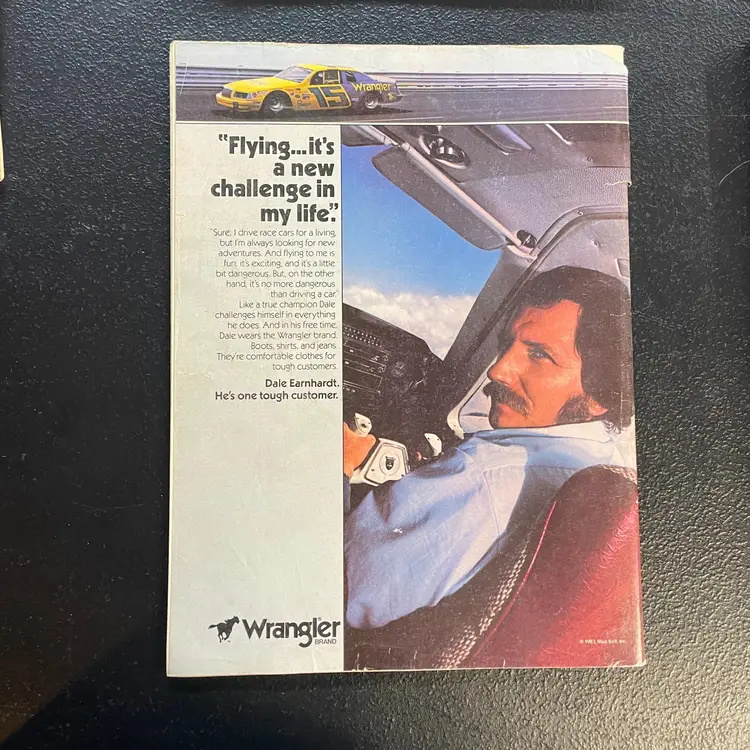 15 Wrangler
“Flying...it's
a new
challenge in
my life.”
“Sure, I drive race cars for a living,
but I'm always looking for new
adventures. And flying to me is
fun, it's exciting, and it's a little
bit dangerous. But, on the other
hand, it's no more dangerous
than driving a car.”
Like a true champion Dale
challenges himself in everything
he does. And in his free time,
Dale wears the Wrangler brand.
Boots, shirts, and jeans.
They're comfortable clothes for
tough customers.
Dale Earnhardt.
He's one tough customer.
Wrangler
BRAND
Blue Bell, Inc.